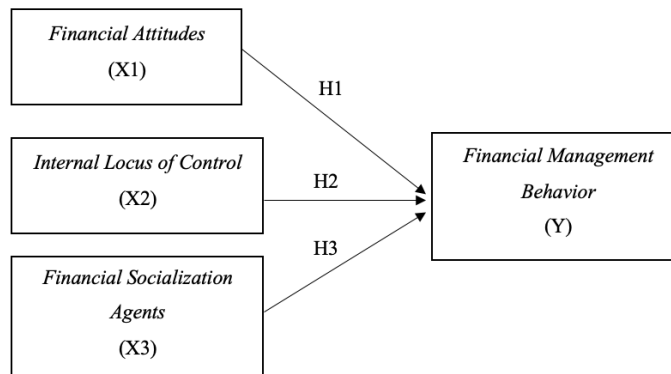 Financial Attitudes
(X1)
H1
Internal Locus of Control
(X2)
H2
Financial Management
Behavior
(Y)
H3
Financial Socialization
Agents
(X3)